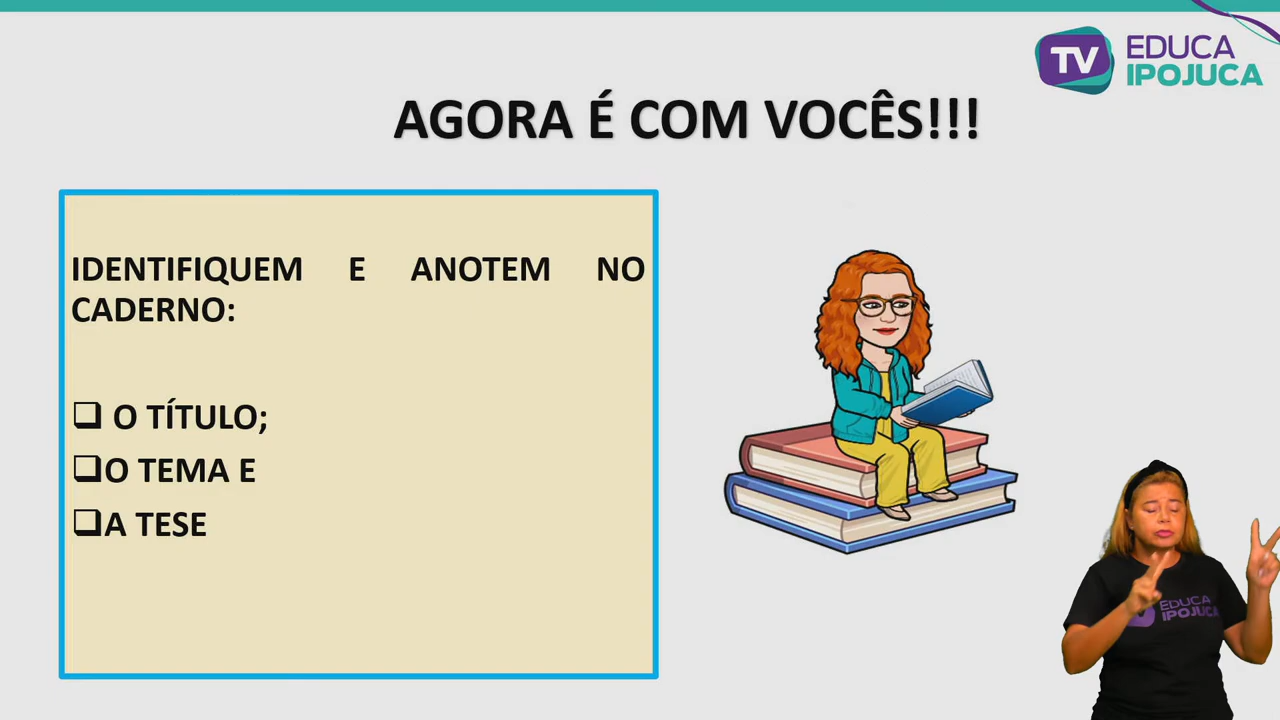 TV EDUCA
IPOJUCA
AGORA É COM VOCÊS!!!
IDENTIFIQUEM E ANOTEM NO
CADERNO:
O TÍTULO;
O TEMA E
A TESE
EDUCA
IPOJUCA